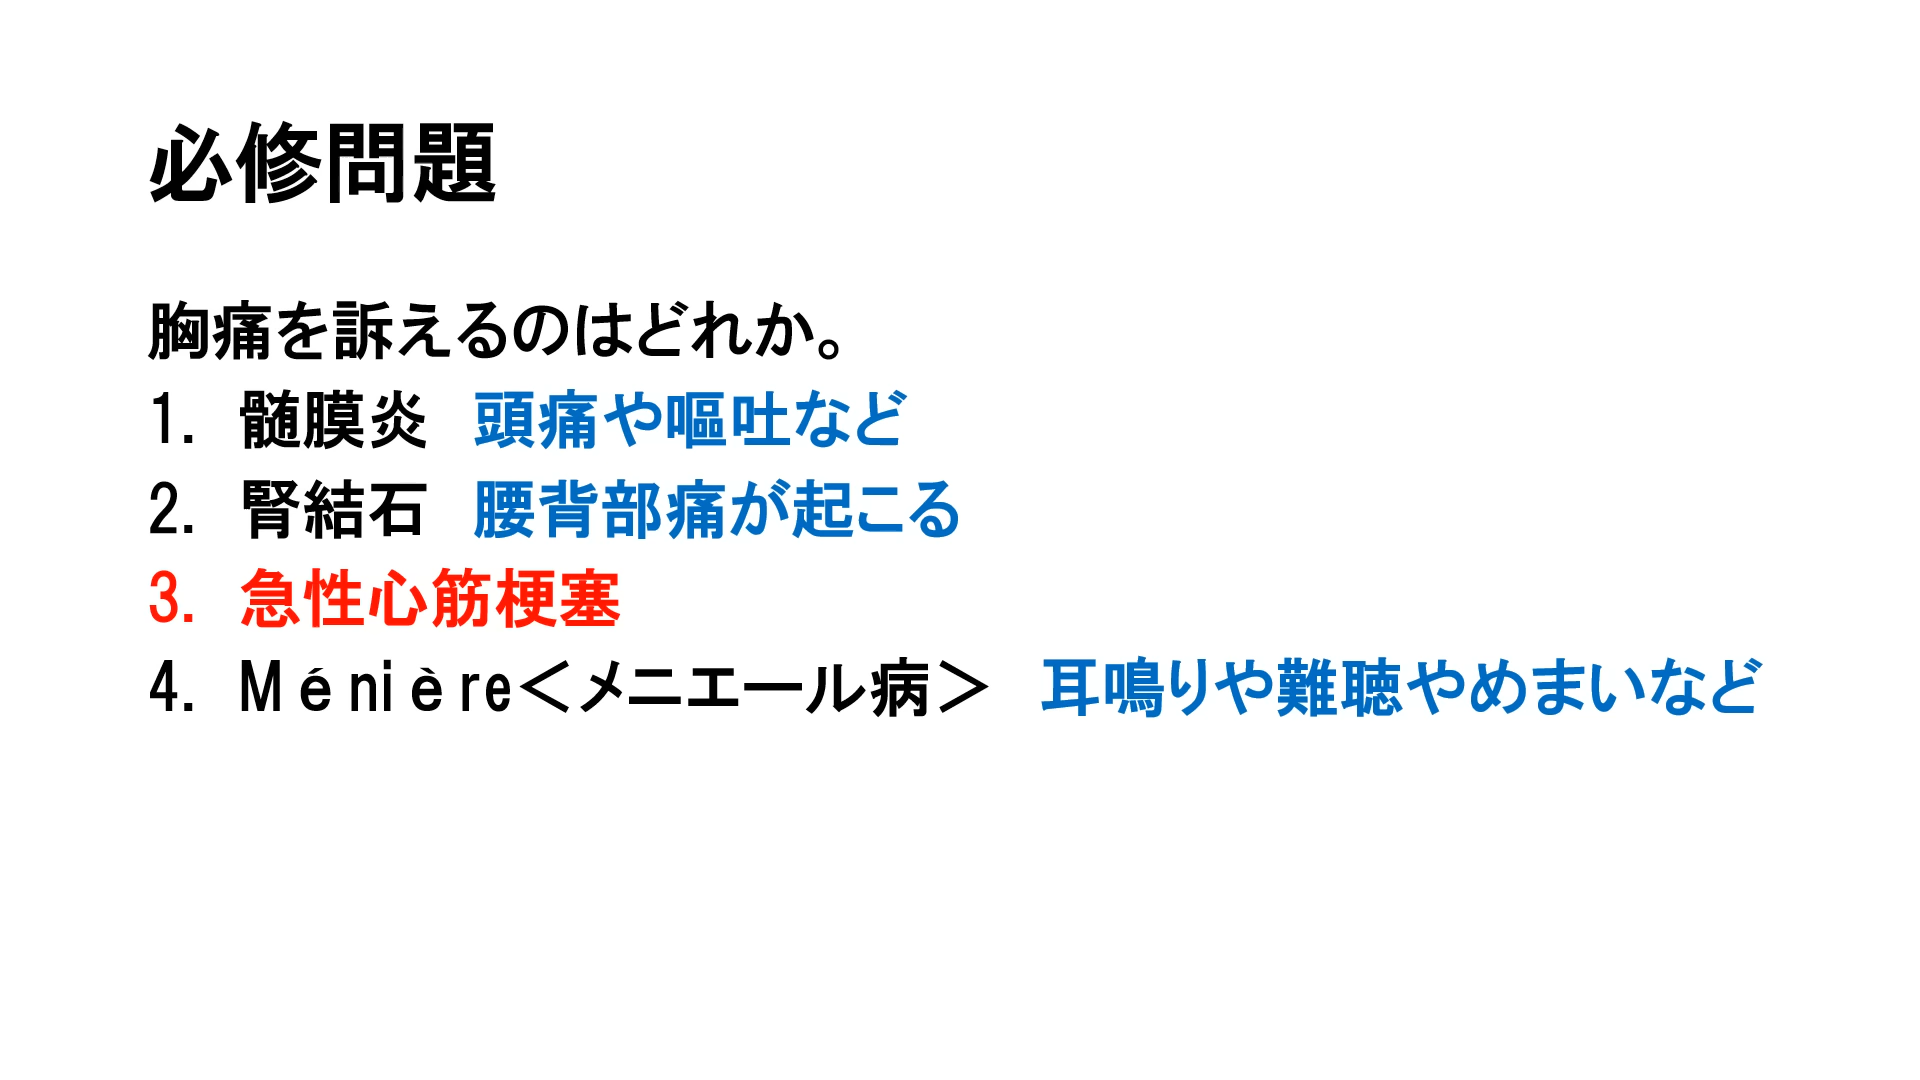 必修問題
胸痛を訴えるのはどれか。
1. 髄膜炎　頭痛や嘔吐など
2. 腎結石　腰背部痛が起こる
3. 急性心筋梗塞
4. Ménière＜メニエール病＞　耳鳴りや難聴やめまいなど